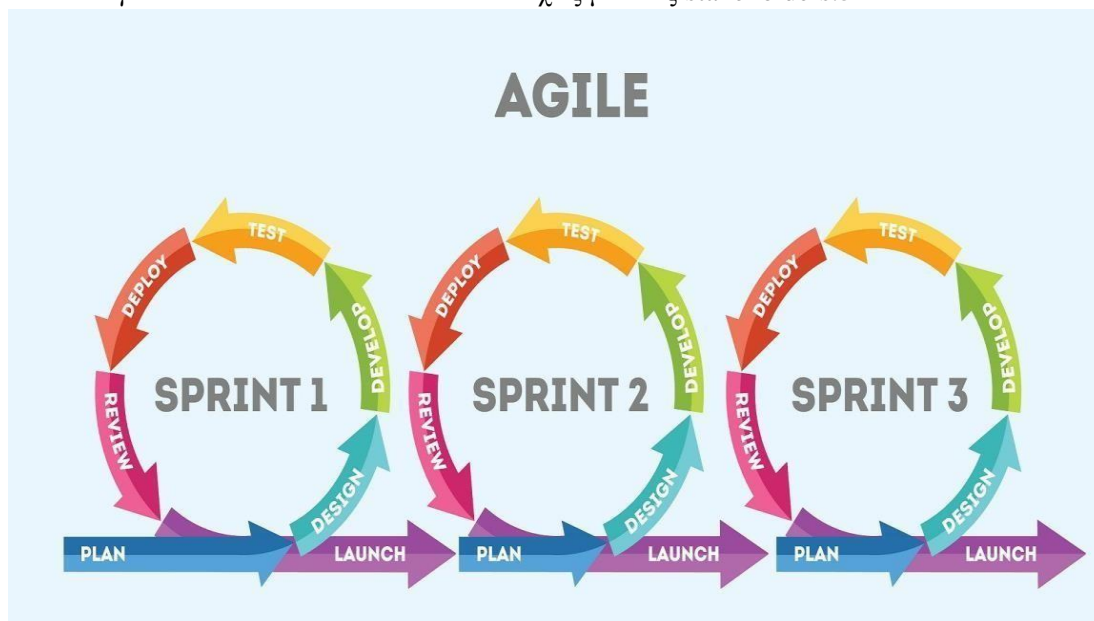 AGILE
TEST
DEPLOY
DEVELOP
SPRINT 1
REVIEW
DESIGN
PLAN
LAUNCH
TEST
DEPLOY
DEVELOP
SPRINT 2
REVIEW
DESIGN
PLAN
LAUNCH
TEST
DEPLOY
DEVELOP
SPRINT 3
REVIEW
DESIGN
PLAN
LAUNCH